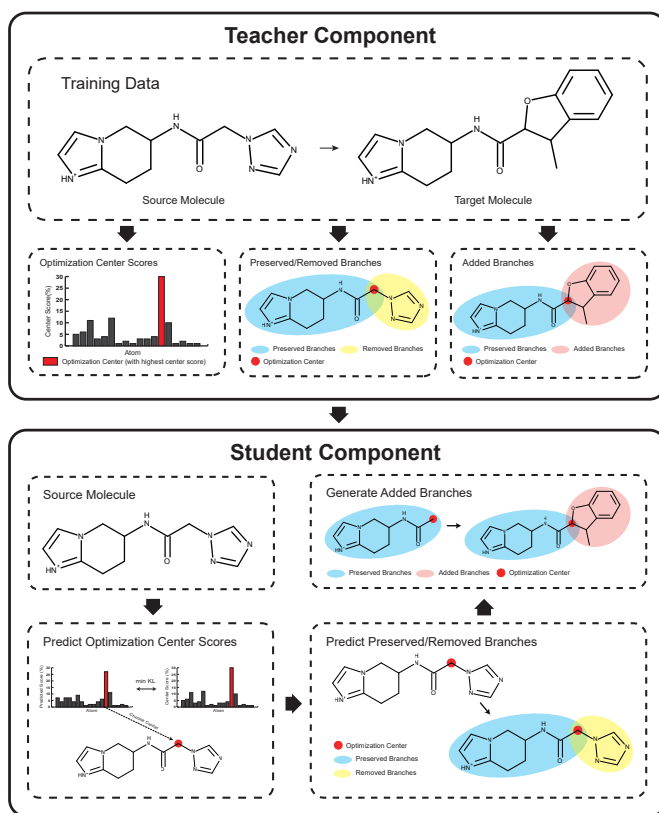 Teacher Component
Training Data
H
N
N
N
N
N
O
N
HN+
Source Molecule
O
H
N
N
O
HN+
Target Molecule
Optimization Center Scores
Center Score(%)
30
25
20
15
10
5
0
Atom
Optimization Center (with highest center score)
Preserved/Removed Branches
Preserved Branches
Removed Branches
Optimization Center
Added Branches
Preserved Branches
Added Branches
Optimization Center
Student Component
Source Molecule
H
N
N
N
N
N
O
N
HN+
Generate Added Branches
Preserved Branches
Added Branches
Optimization Center
Predict Optimization Center Scores
Predicted Score (%)
Atom
min KL
Center Score (%)
Atom
Choose Center
Predict Preserved/Removed Branches
Optimization Center
Preserved Branches
Removed Branches